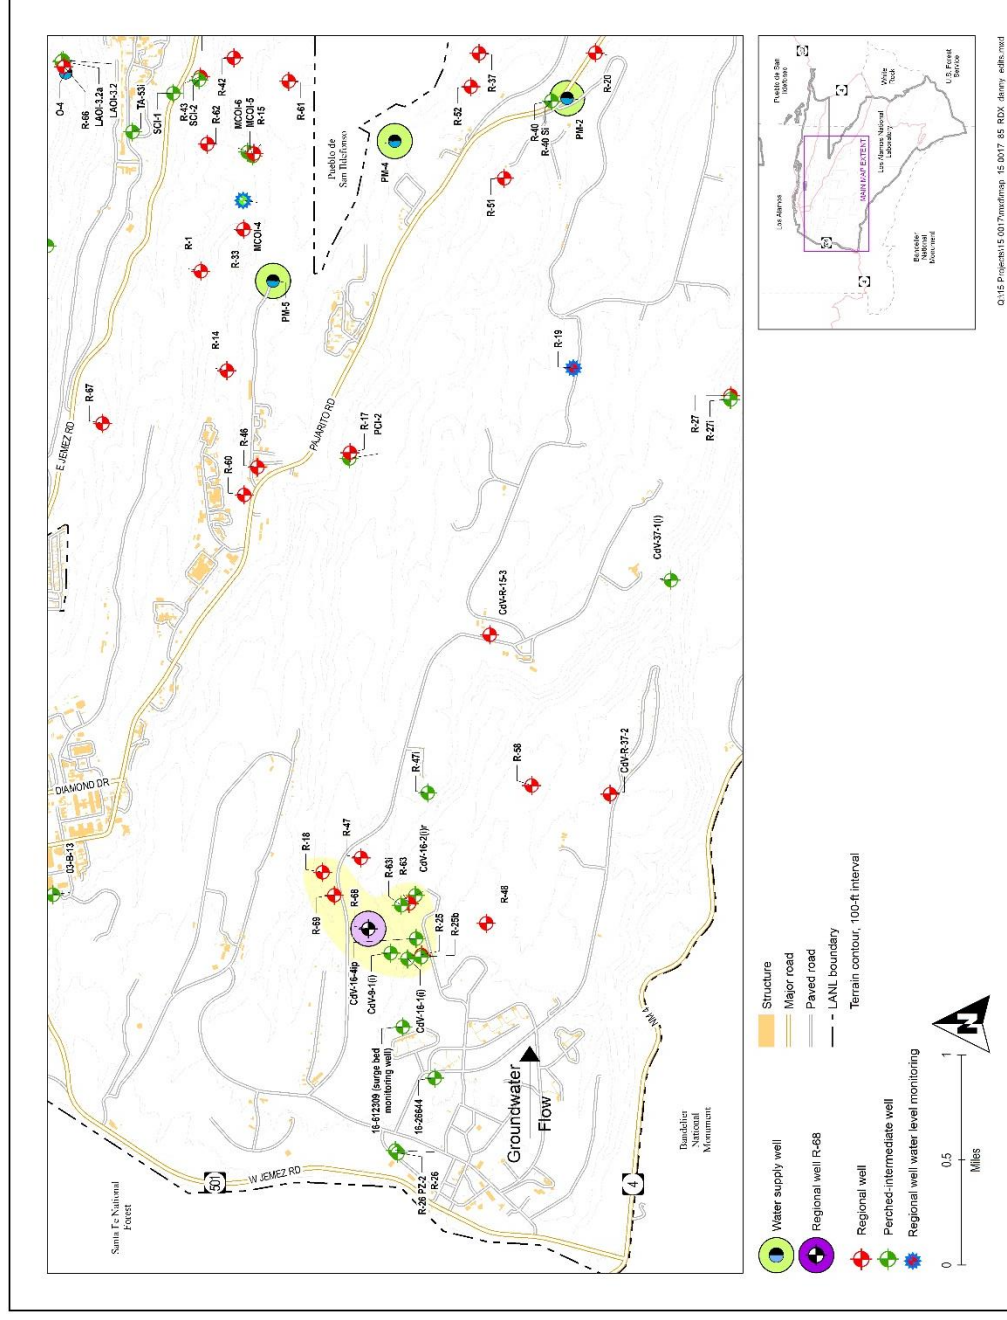 O-4
R-66
LAOI-3.2a
LAOI-3.2
TA-53i
SCI-1
R-43
SCI-2
R-42
R-62
MCOI-6
MCOI-5
R-15
R-61
R-1
R-33
MCOI-4
PM-5
R-14
R-67
E JEMEZ RD
R-46
R-60
PAJARITO RD
R-17
PCI-2
Pueblo de
San Ildefonso
PM-4
R-52
R-37
R-20
R-40
R-40 Si
PM-2
R-51
R-19
R-27
R-27i
CdV-37-1(i)
CdV-R-15-3
CdV-R-37-2
R-58
R-47i
DIAMOND DR
03-B-13
R-18
R-47
R-69
R-68
R-63i
R-63
CdV-16-2(i)r
R-48
CdV-16-4ip
CdV-9-1(i)
CdV-16-1(i)
R-25
R-25b
16-612309 (surge bed
monitoring well)
16-26644
R-26 PZ-2
R-26
Groundwater
Flow
Santa Fe National
Forest
501
W JEMEZ RD
4
NM 4
Bandelier
National
Monument
Water supply well
Regional well R-68
Regional well
Perched-intermediate well
Regional well water level monitoring
Structure
Major road
Paved road
LANL boundary
Terrain contour, 100-ft interval
0
0.5
1
Miles
N
Los Alamos
Pueblo de San
Ildefonso
White
Rock
U.S. Forest
Service
Los Alamos National
Laboratory
MAIN MAP EXTENT
Bandelier
National
Monument
4
4